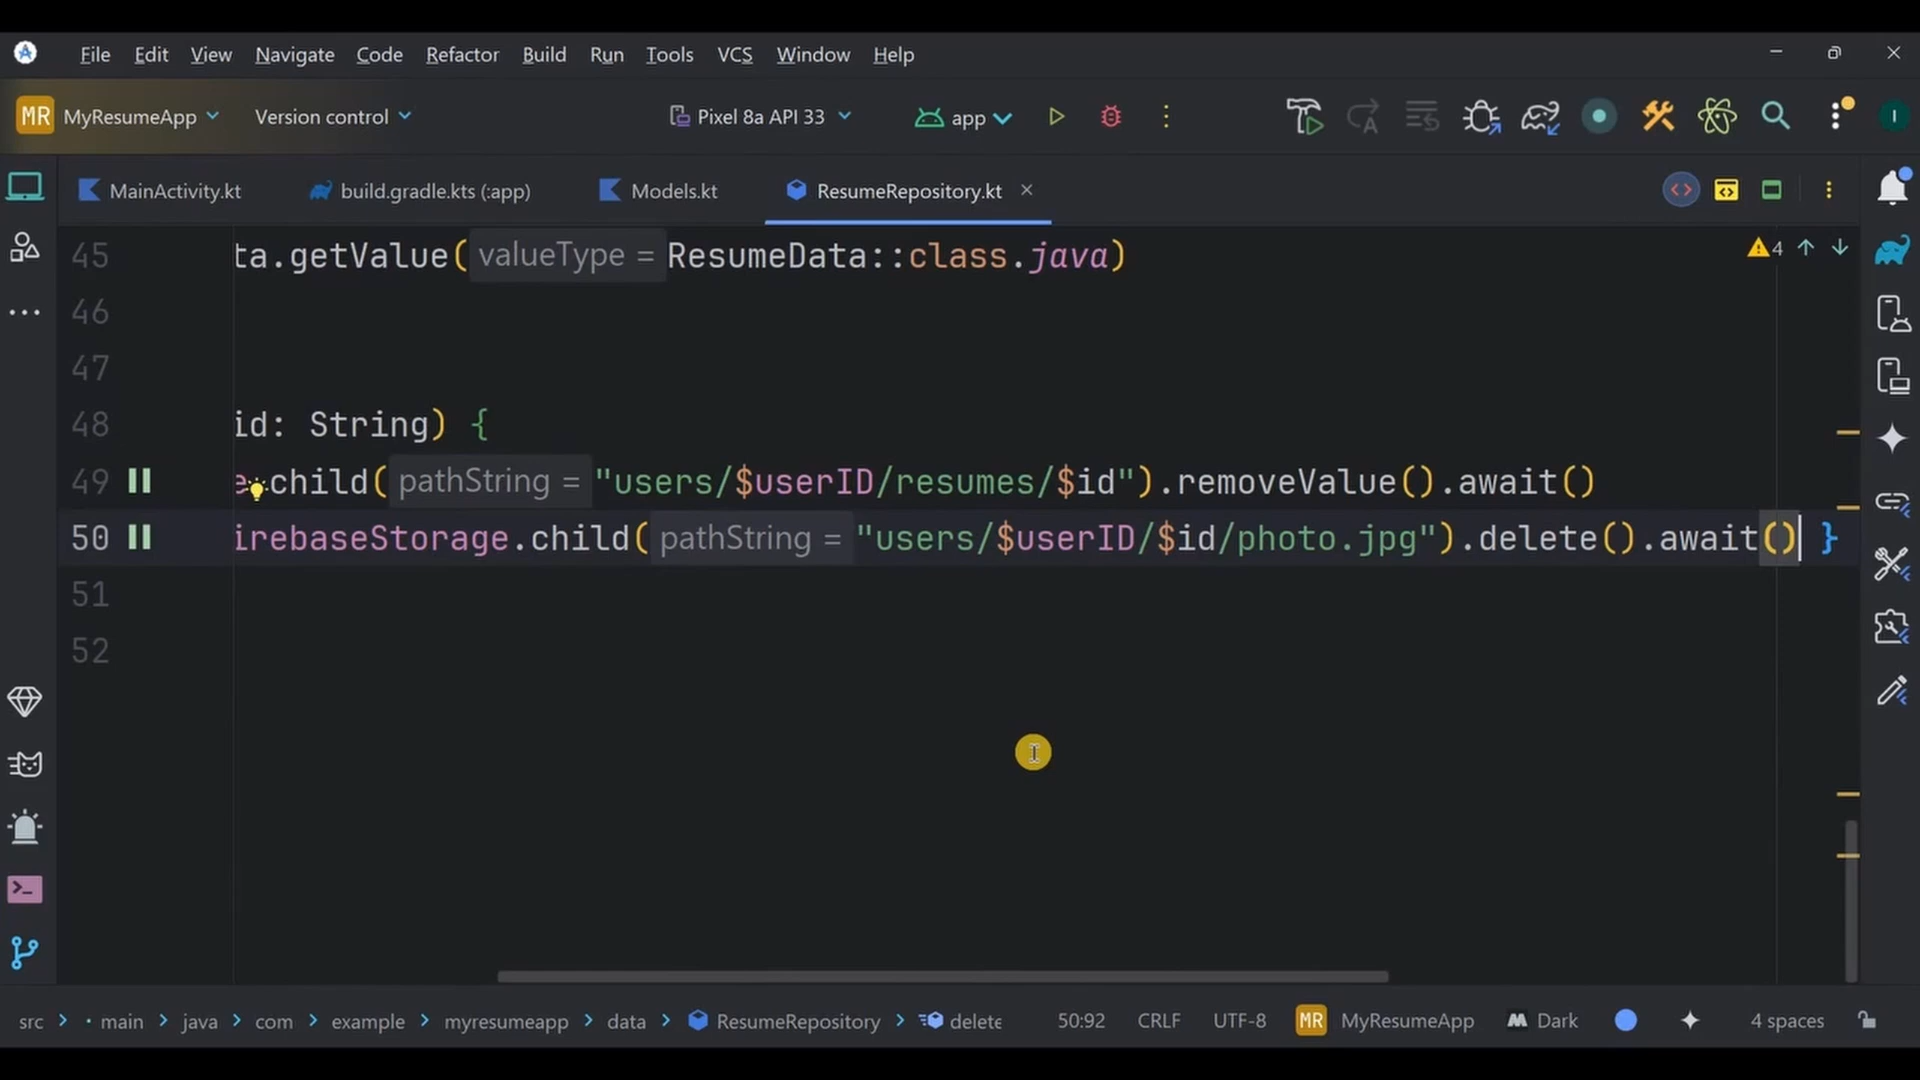 File Edit View Navigate Code Refactor Build Run Tools VCS Window Help
MR MyResumeApp Version control Pixel 8a API 33 app I
MainActivity.kt build.gradle.kts (:app) Models.kt ResumeRepository.kt
45 ta.getValue( valueType = ResumeData::class.java) 4
46
47
48 id: String) {
49 e.child( pathString = "users/$userID/resumes/$id").removeValue().await()
50 irebaseStorage.child( pathString = "users/$userID/$id/photo.jpg").delete().await() }
51
52
src main java com example myresumeapp data ResumeRepository delete 50:92 CRLF UTF-8 MR MyResumeApp Dark 4 spaces